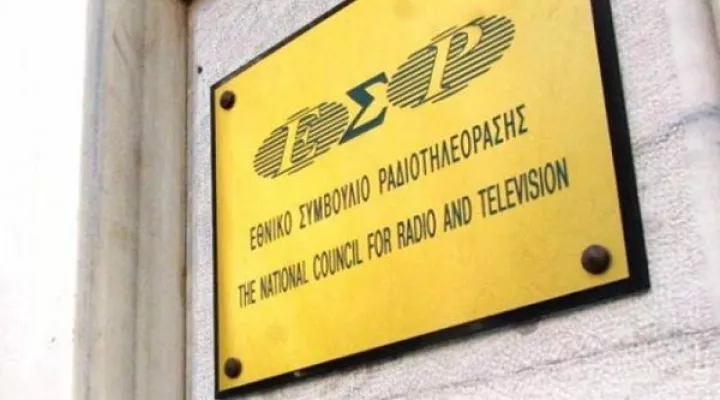 ΕΣΡ
ΕΘΝΙΚΟ ΣΥΜΒΟΥΛΙΟ ΡΑΔΙΟΤΗΛΕΟΡΑΣΗΣ
THE NATIONAL COUNCIL FOR RADIO AND TELEVISION